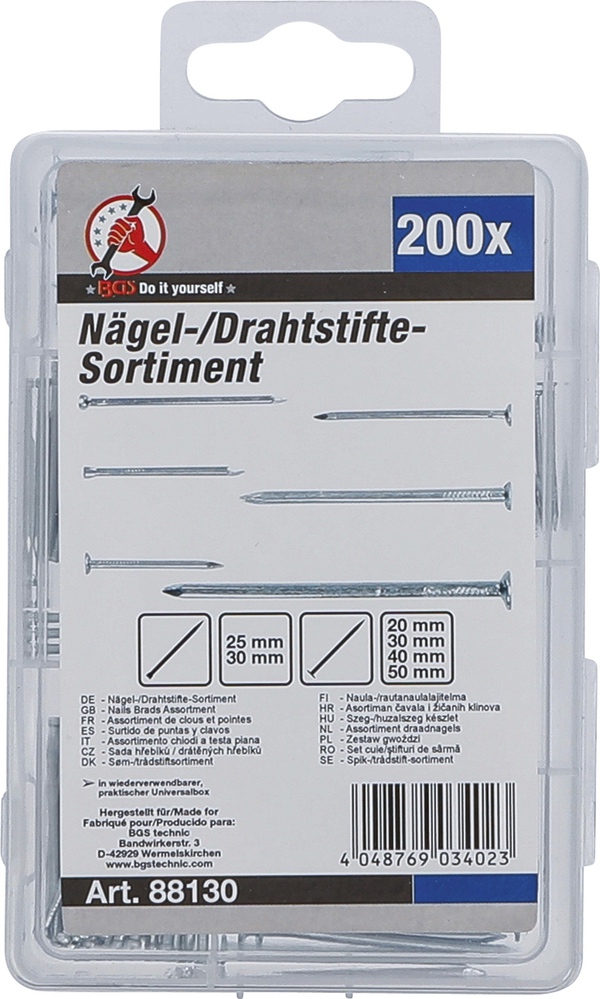 200x
BGS Do it yourself
Nägel-/Drahtstifte-
Sortiment
25 mm
30 mm
20 mm
30 mm
40 mm
50 mm
DE - Nägel-/Drahtstifte-Sortiment
GB - Nails Brads Assortment
FR - Assortiment de clous et pointes
ES - Surtido de puntas y clavos
IT - Assortimento chiodi a testa piana
CZ - Sada hřebíků / drátěných hřebíků
DK - Søm-/trådstiftsortiment
FI - Naula-/rautanaulalajitelma
HR - Asortiman čavala i žičanih klinova
HU - Szeg-/huzalszeg készlet
NL - Assortiment draadnagels
PL - Zestaw gwoździ
RO - Set cuie/ştifturi de sârmă
SE - Spik-/trådstift-sortiment
➢ in wiederverwendbarer,
praktischer Universalbox
Hergestellt für/Made for
Fabriqué pour/Producido para:
BGS technic
Bandwirkerstr. 3
D-42929 Wermelskirchen
www.bgstechnic.com
4 048769 034023
Art. 88130